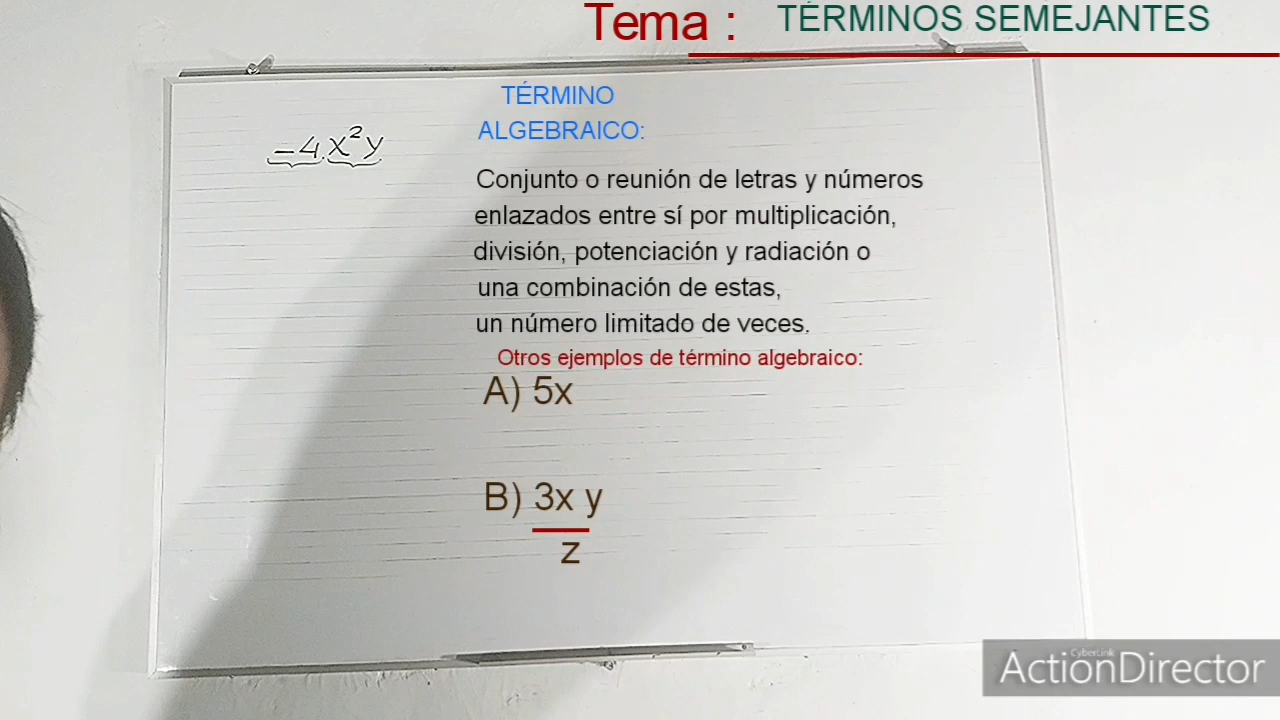 Tema : TÉRMINOS SEMEJANTES
TÉRMINO
ALGEBRAICO:
-4x²y
Conjunto o reunión de letras y números
enlazados entre sí por multiplicación,
división, potenciación y radiación o
una combinación de estas,
un número limitado de veces.
Otros ejemplos de término algebraico:
A) 5x
B) 3x y
z
CyberLink
ActionDirector